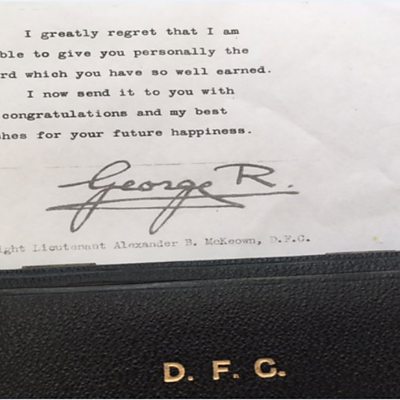 I greatly regret that I am
ble to give you personally the
rd which you have so well earned.
I now send it to you with
congratulations and my best
shes for your future happiness.
George R.
ight Lieutenant Alexander B. McKeown, D.F.C.
D. F. C.